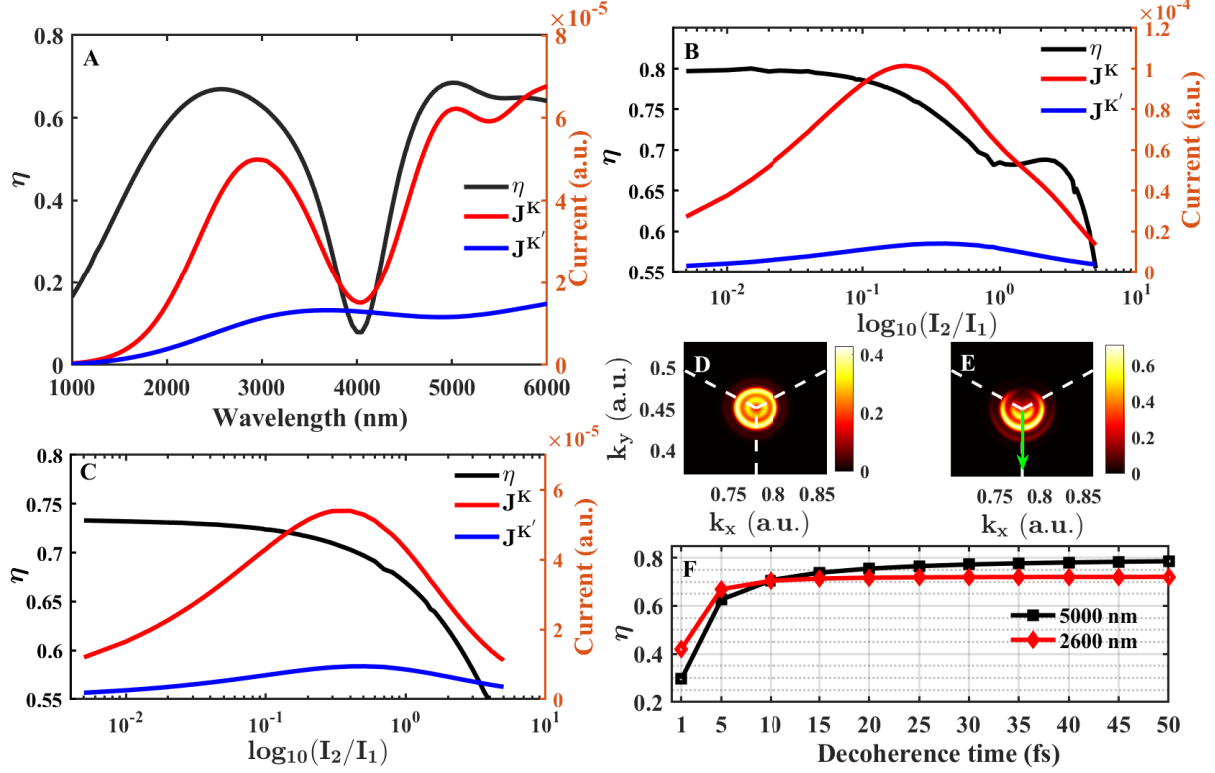 ×10⁻⁵
A
0.8
0.6
0.4
0.2
0
η
η
J^K
J^K′
8
6
4
2
0
Current (a.u.)
1000 2000 3000 4000 5000 6000
Wavelength (nm)
×10⁻⁴
B
0.8
0.75
0.7
0.65
0.6
0.55
η
η
J^K
J^K′
1
0.8
0.6
0.4
0.2
0
Current (a.u.)
10⁻² 10⁻¹ 10⁰ 10¹
log₁₀(I₂/I₁)
×10⁻⁵
C
0.8
0.75
0.7
0.65
0.6
0.55
η
η
J^K
J^K′
6
4
2
0
Current (a.u.)
10⁻² 10⁻¹ 10⁰ 10¹
log₁₀(I₂/I₁)
D
0.5
0.45
0.4
k_y (a.u.)
0.4
0.2
0
0.75 0.8 0.85
k_x (a.u.)
E
0.6
0.4
0.2
0
0.75 0.8 0.85
k_x (a.u.)
F
0.8
0.6
0.4
0.2
η
5000 nm
2600 nm
1 5 10 15 20 25 30 35 40 45 50
Decoherence time (fs)